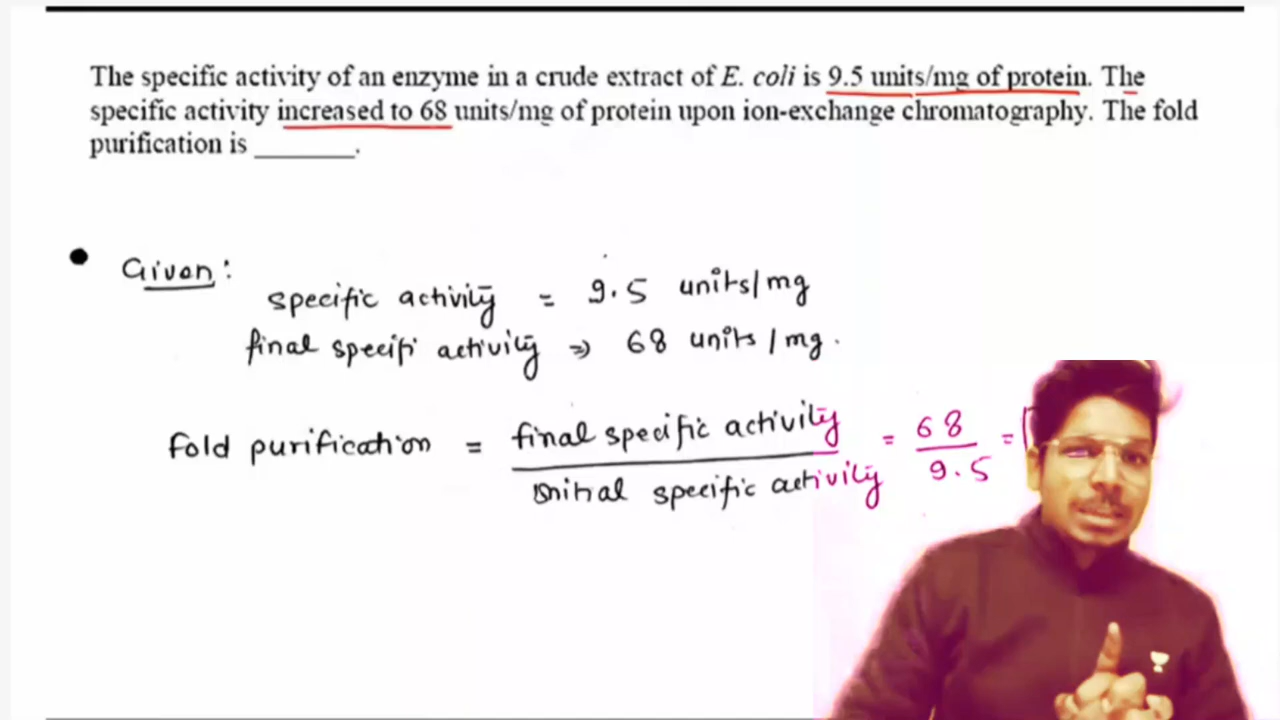 The specific activity of an enzyme in a crude extract of E. coli is 9.5 units/mg of protein. The
specific activity increased to 68 units/mg of protein upon ion-exchange chromatography. The fold
purification is ________.
Given:
specific activity = 9.5 units/mg
final specifi activity => 68 units/mg.
Fold purification = final specific activity / Initial specific activity = 68 / 9.5 =